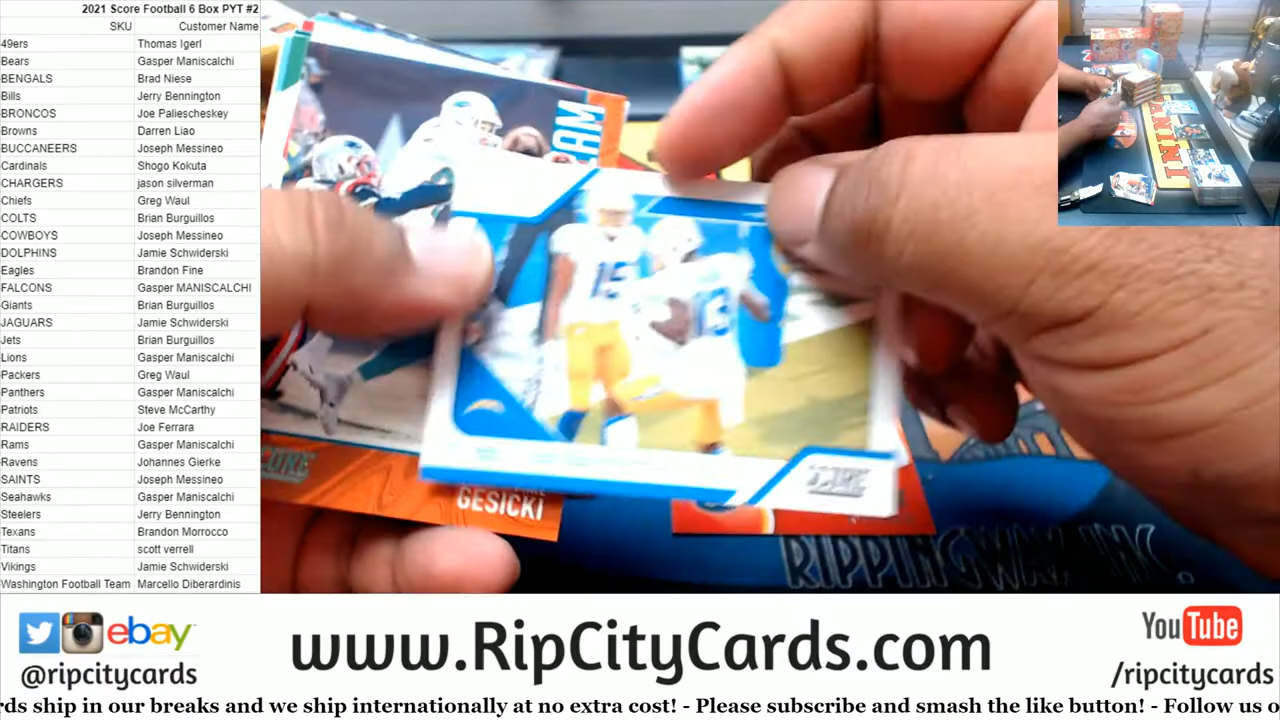 2021 Score Football 6 Box PYT #2
SKU Customer Name
49ers Thomas Igerl
Bears Gasper Maniscalchi
BENGALS Brad Niese
Bills Jerry Bennington
BRONCOS Joe Paliescheskey
Browns Darren Liao
BUCCANEERS Joseph Messineo
Cardinals Shogo Kokuta
CHARGERS jason silverman
Chiefs Greg Waul
COLTS Brian Burguillos
COWBOYS Joseph Messineo
DOLPHINS Jamie Schwiderski
Eagles Brandon Fine
FALCONS Gasper MANISCALCHI
Giants Brian Burguillos
JAGUARS Jamie Schwiderski
Jets Brian Burguillos
Lions Gasper Maniscalchi
Packers Greg Waul
Panthers Gasper Maniscalchi
Patriots Steve McCarthy
RAIDERS Joe Ferrara
Rams Gasper Maniscalchi
Ravens Johannes Gierke
SAINTS Joseph Messineo
Seahawks Gasper Maniscalchi
Steelers Jerry Bennington
Texans Brandon Morrocco
Titans scott verrell
Vikings Jamie Schwiderski
Washington Football Team Marcello Diberardinis
AM
15
13
SCORE
GESICKI
RIPPINGWAX, INC.
PANINI
ebay
@ripcitycards
www.RipCityCards.com
YouTube
/ripcitycards
rds ship in our breaks and we ship internationally at no extra cost! - Please subscribe and smash the like button! - Follow us o